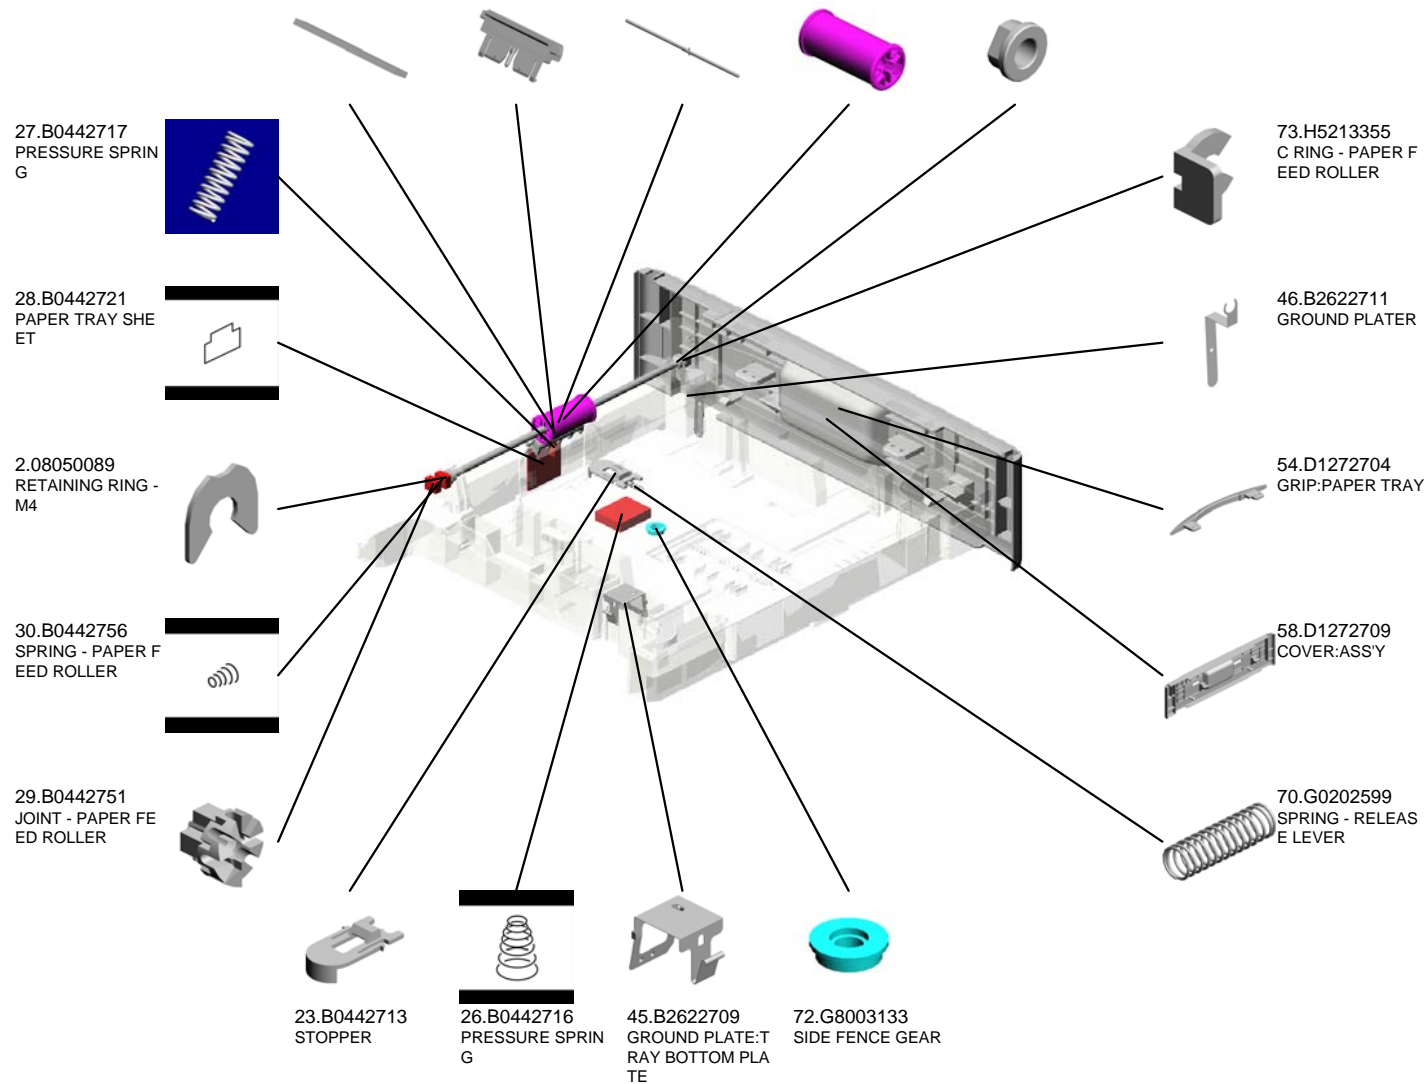 27.B0442717
PRESSURE SPRIN
G
28.B0442721
PAPER TRAY SHE
ET
2.08050089
RETAINING RING -
M4
30.B0442756
SPRING - PAPER F
EED ROLLER
29.B0442751
JOINT - PAPER FE
ED ROLLER
73.H5213355
C RING - PAPER F
EED ROLLER
46.B2622711
GROUND PLATER
54.D1272704
GRIP:PAPER TRAY
58.D1272709
COVER:ASS'Y
70.G0202599
SPRING - RELEAS
E LEVER
23.B0442713
STOPPER
26.B0442716
PRESSURE SPRIN
G
45.B2622709
GROUND PLATE:T
RAY BOTTOM PLA
TE
72.G8003133
SIDE FENCE GEAR